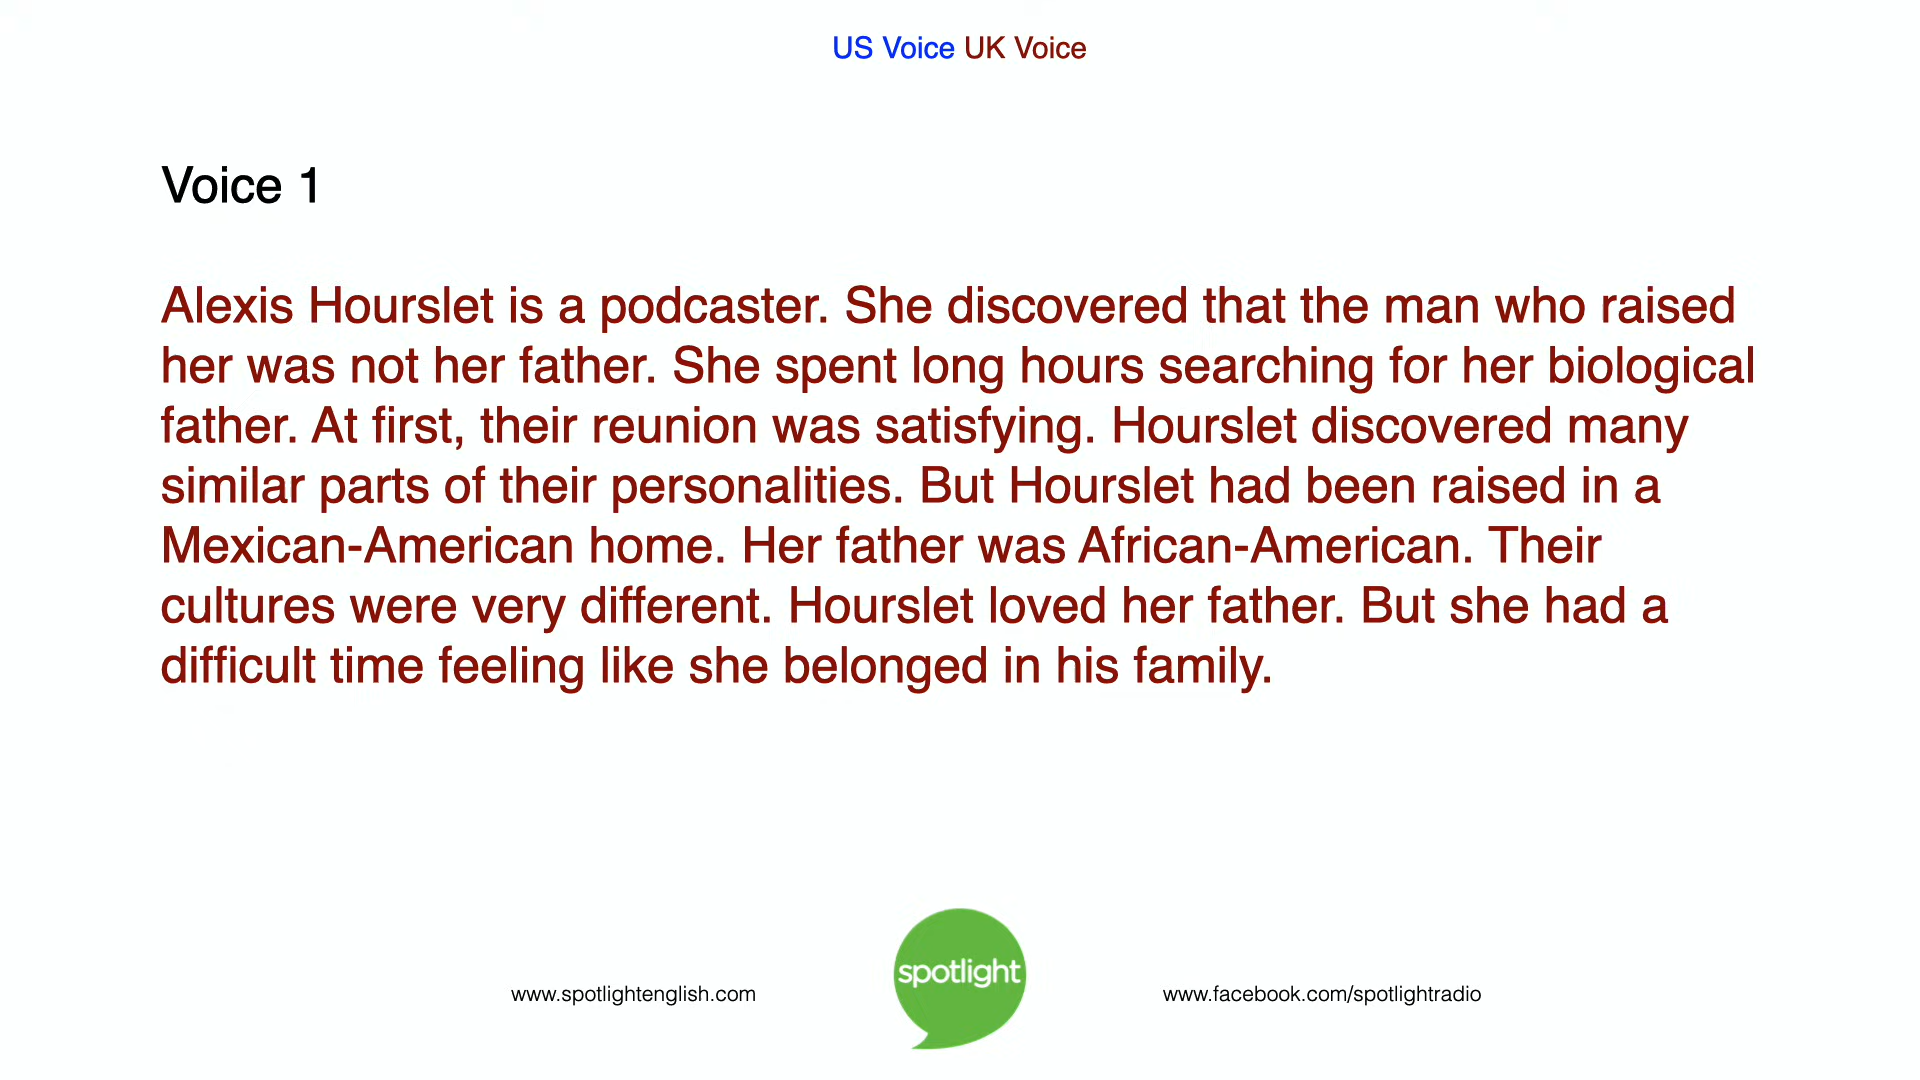 US Voice UK Voice
Voice 1
Alexis Hourslet is a podcaster. She discovered that the man who raised
her was not her father. She spent long hours searching for her biological
father. At first, their reunion was satisfying. Hourslet discovered many
similar parts of their personalities. But Hourslet had been raised in a
Mexican-American home. Her father was African-American. Their
cultures were very different. Hourslet loved her father. But she had a
difficult time feeling like she belonged in his family.
spotlight
www.spotlightenglish.com
www.facebook.com/spotlightradio